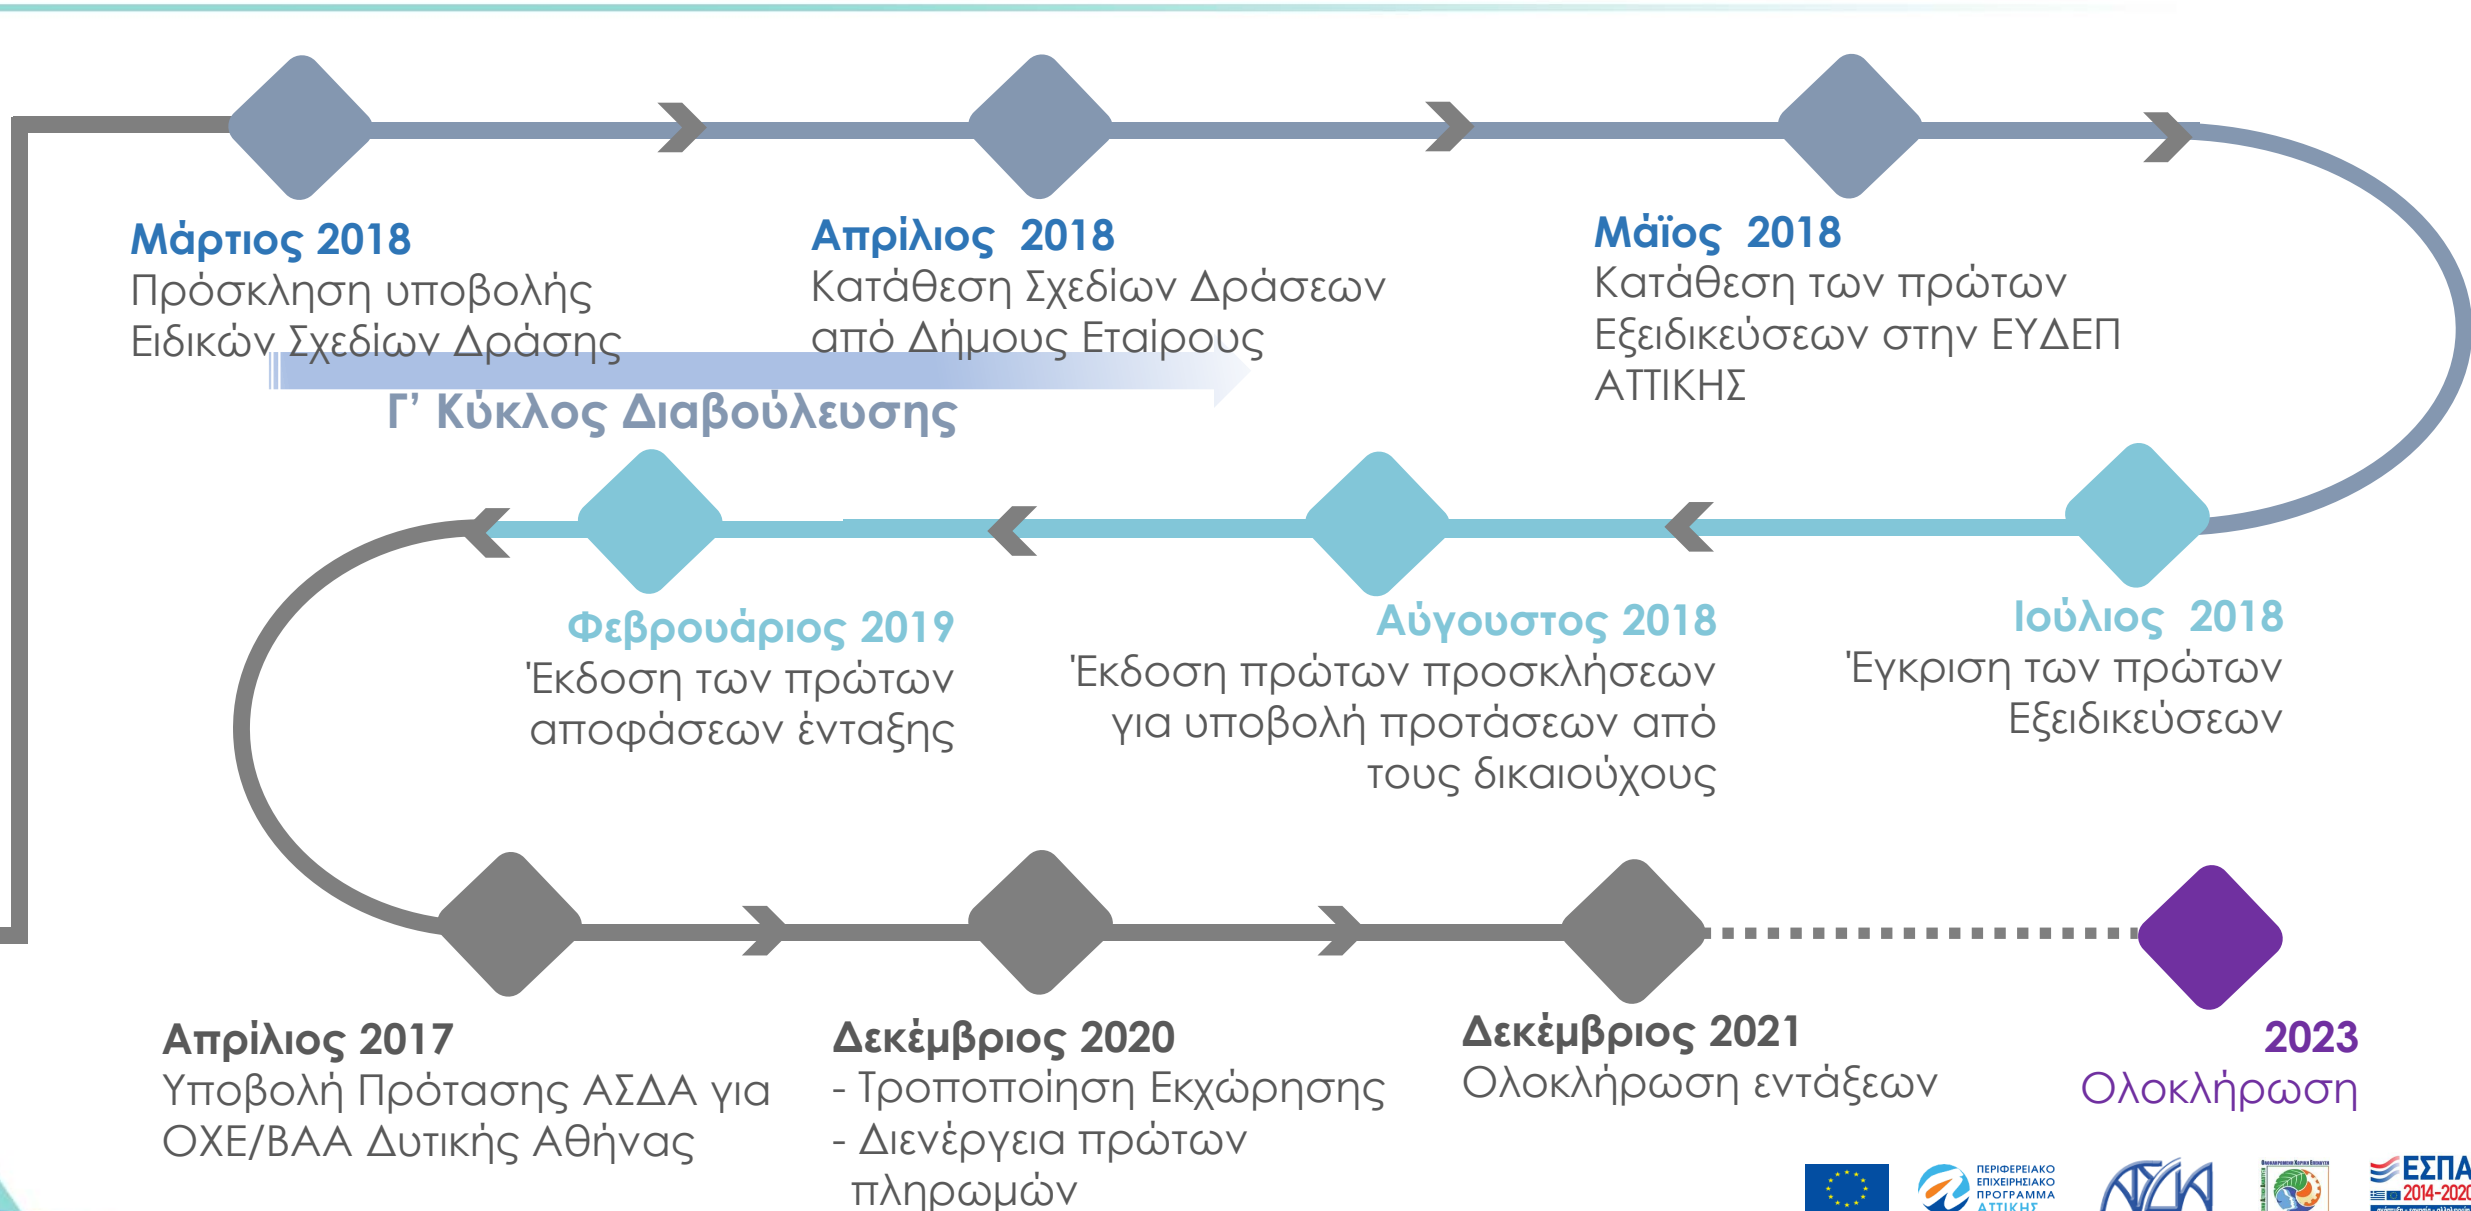 Μάρτιος 2018
Πρόσκληση υποβολής
Ειδικών Σχεδίων Δράσης
Απρίλιος  2018
Κατάθεση Σχεδίων Δράσεων
από Δήμους Εταίρους
Μάϊος  2018
Κατάθεση των πρώτων
Εξειδικεύσεων στην ΕΥΔΕΠ
ΑΤΤΙΚΗΣ
Γ’ Κύκλος Διαβούλευσης
Ιούλιος  2018
Έγκριση των πρώτων
Εξειδικεύσεων
Αύγουστος 2018
Έκδοση πρώτων προσκλήσεων
για υποβολή προτάσεων από
τους δικαιούχους
Φεβρουάριος 2019
Έκδοση των πρώτων
αποφάσεων ένταξης
Απρίλιος 2017
Υποβολή Πρότασης ΑΣΔΑ για
ΟΧΕ/ΒΑΑ Δυτικής Αθήνας
Δεκέμβριος 2020
- Τροποποίηση Εκχώρησης
- Διενέργεια πρώτων
πληρωμών
Δεκέμβριος 2021
Ολοκλήρωση εντάξεων
2023
Ολοκλήρωση
ΠΕΡΙΦΕΡΕΙΑΚΟ
ΕΠΙΧΕΙΡΗΣΙΑΚΟ
ΠΡΟΓΡΑΜΜΑ
ΑΤΤΙΚΗΣ
ΑΣΔΑ
ΕΣΠΑ
2014-2020